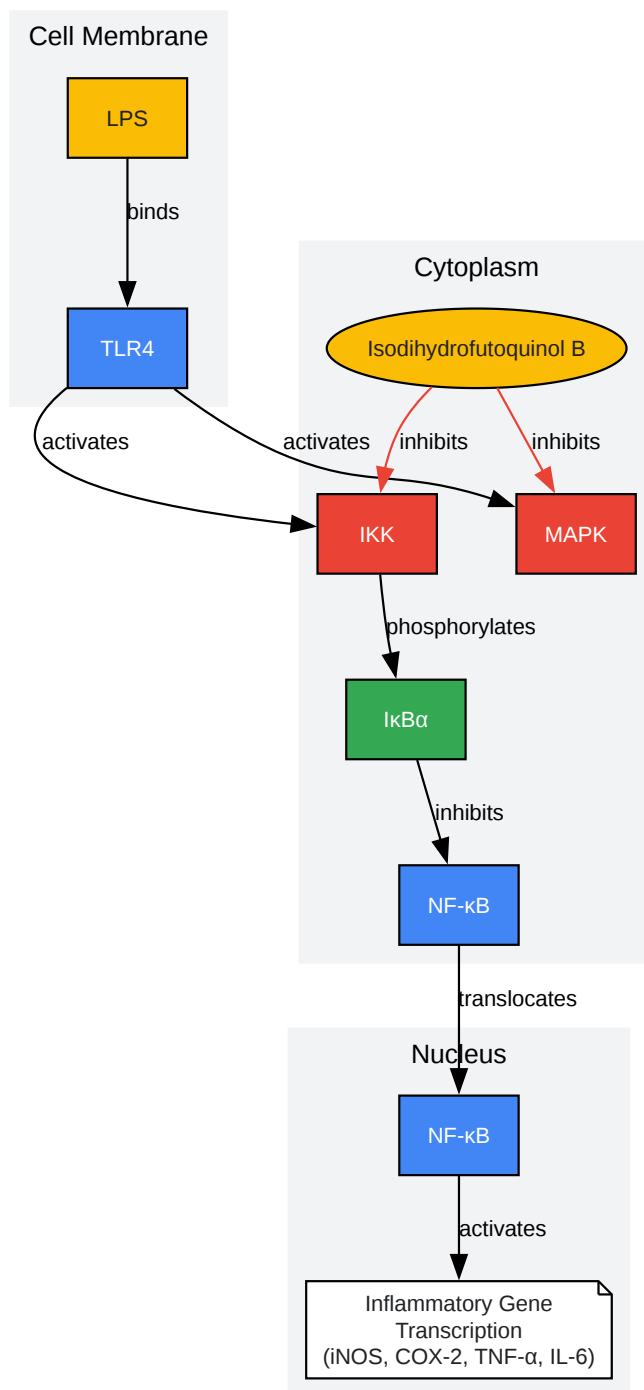 Cell Membrane
LPS
binds
TLR4
Cytoplasm
Isodihydrofutoquinol B
activates
activates
inhibits
inhibits
IKK
MAPK
phosphorylates
IκBα
inhibits
NF-κB
translocates
Nucleus
NF-κB
activates
Inflammatory Gene
Transcription
(iNOS, COX-2, TNF-α, IL-6)